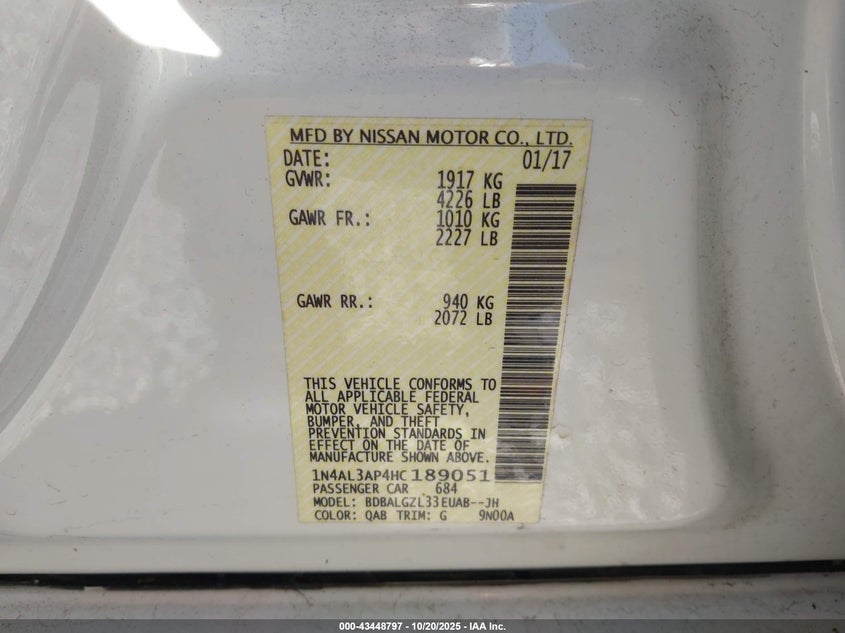 MFD BY NISSAN MOTOR CO., LTD.
DATE: 01/17
GVWR: 1917 KG
4226 LB
GAWR FR.: 1010 KG
2227 LB
GAWR RR.: 940 KG
2072 LB
THIS VEHICLE CONFORMS TO
ALL APPLICABLE FEDERAL
MOTOR VEHICLE SAFETY,
BUMPER, AND THEFT
PREVENTION STANDARDS IN
EFFECT ON THE DATE OF
MANUFACTURE SHOWN ABOVE.
1N4AL3AP4HC189051
PASSENGER CAR 684
MODEL: BDBALGZL33EUAB--JH
COLOR: QAB TRIM: G 9N00A
000-43448797 - 10/20/2025 - IAA Inc.